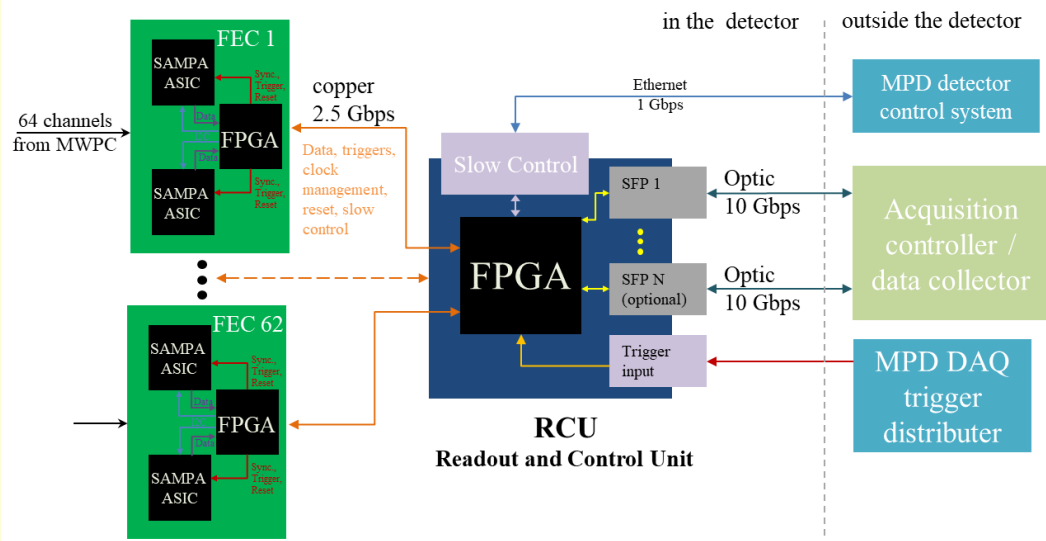 in the detector
outside the detector
FEC 1
SAMPA
ASIC
Sync.,
Trigger,
Reset
Data
FPGA
Data
SAMPA
ASIC
Sync.,
Trigger,
Reset
64 channels
from MWPC
copper
2.5 Gbps
Data, triggers,
clock
management,
reset, slow
control
Ethernet
1 Gbps
MPD detector
control system
Slow Control
SFP 1
Optic
10 Gbps
Acquisition
controller /
data collector
FPGA
SFP N
(optional)
Optic
10 Gbps
Trigger
input
MPD DAQ
trigger
distributer
RCU
Readout and Control Unit
FEC 62
SAMPA
ASIC
Sync.,
Trigger,
Reset
Data
FPGA
Data
SAMPA
ASIC
Sync.,
Trigger,
Reset